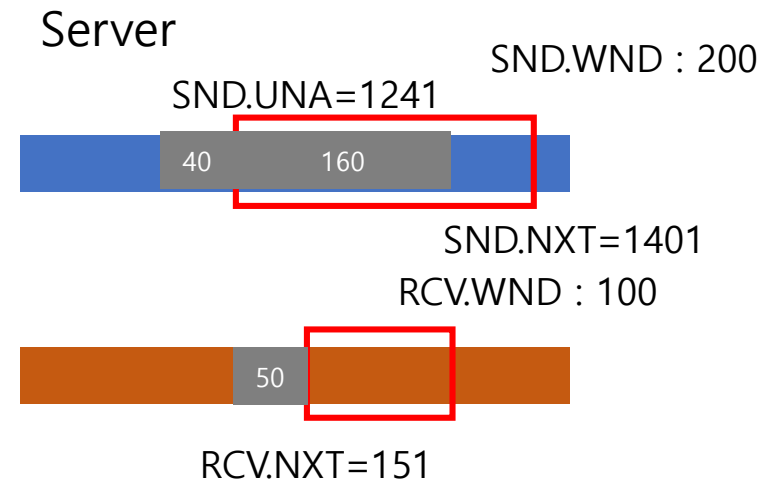 Server
SND.WND : 200
SND.UNA=1241
40 160
SND.NXT=1401
RCV.WND : 100
50
RCV.NXT=151